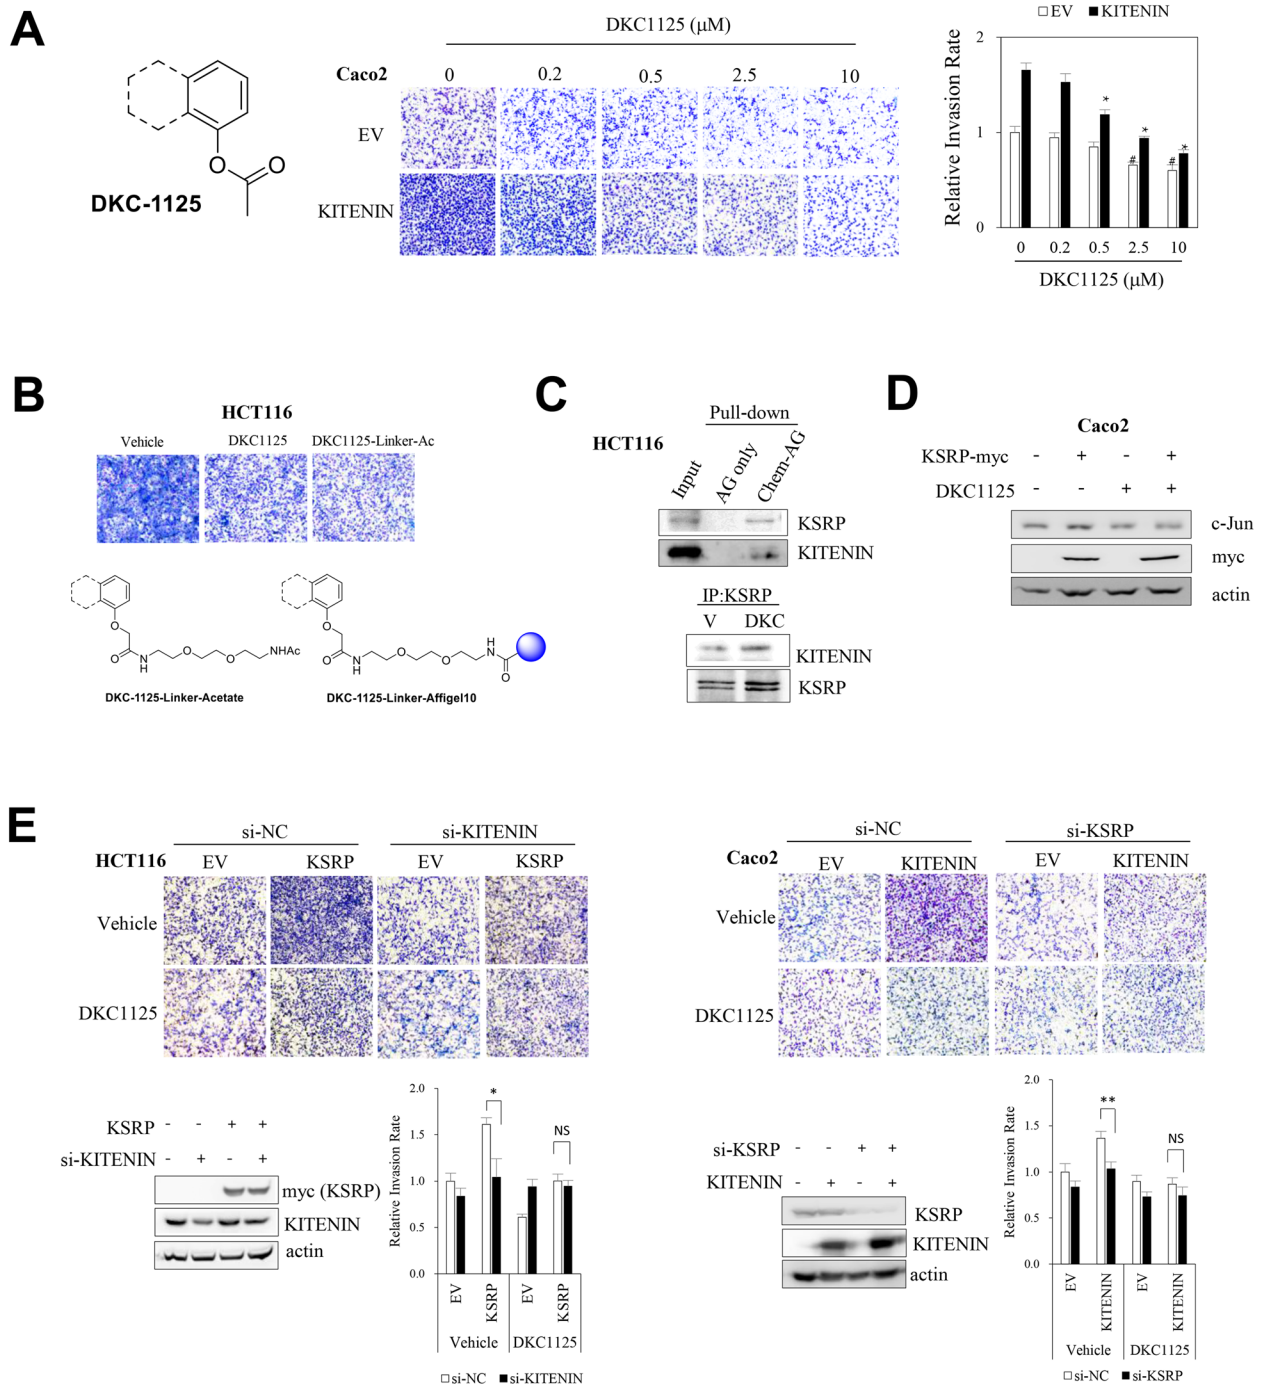 A
DKC-1125
O
O
DKC1125 (μM)
Caco2
0
0.2
0.5
2.5
10
EV
KITENIN
EV
KITENIN
Relative Invasion Rate
2
1
0
*
*
*
#
#
0
0.2
0.5
2.5
10
DKC1125 (μM)
B
HCT116
Vehicle
DKC1125
DKC1125-Linker-Ac
O
O
N
H
O
O
H
N
NHAc
DKC-1125-Linker-Acetate
O
O
N
H
O
O
H
N
O
DKC-1125-Linker-Affigel10
C
HCT116
Pull-down
Input
AG only
Chem-AG
KSRP
KITENIN
IP:KSRP
V
DKC
KITENIN
KSRP
D
Caco2
KSRP-myc - + - +
DKC1125 - - + +
c-Jun
myc
actin
E
si-NC
si-KITENIN
HCT116
EV
KSRP
EV
KSRP
Vehicle
DKC1125
KSRP - - + +
si-KITENIN - + - +
myc (KSRP)
KITENIN
actin
Relative Invasion Rate
2.0
1.5
1.0
0.5
0.0
*
NS
EV
KSRP
EV
KSRP
Vehicle
DKC1125
si-NC
si-KITENIN
si-NC
si-KSRP
Caco2
EV
KITENIN
EV
KITENIN
Vehicle
DKC1125
si-KSRP - - + +
KITENIN - + - +
KSRP
KITENIN
actin
Relative Invasion Rate
2.0
1.5
1.0
0.5
0.0
**
NS
EV
KITENIN
EV
KITENIN
Vehicle
DKC1125
si-NC
si-KSRP